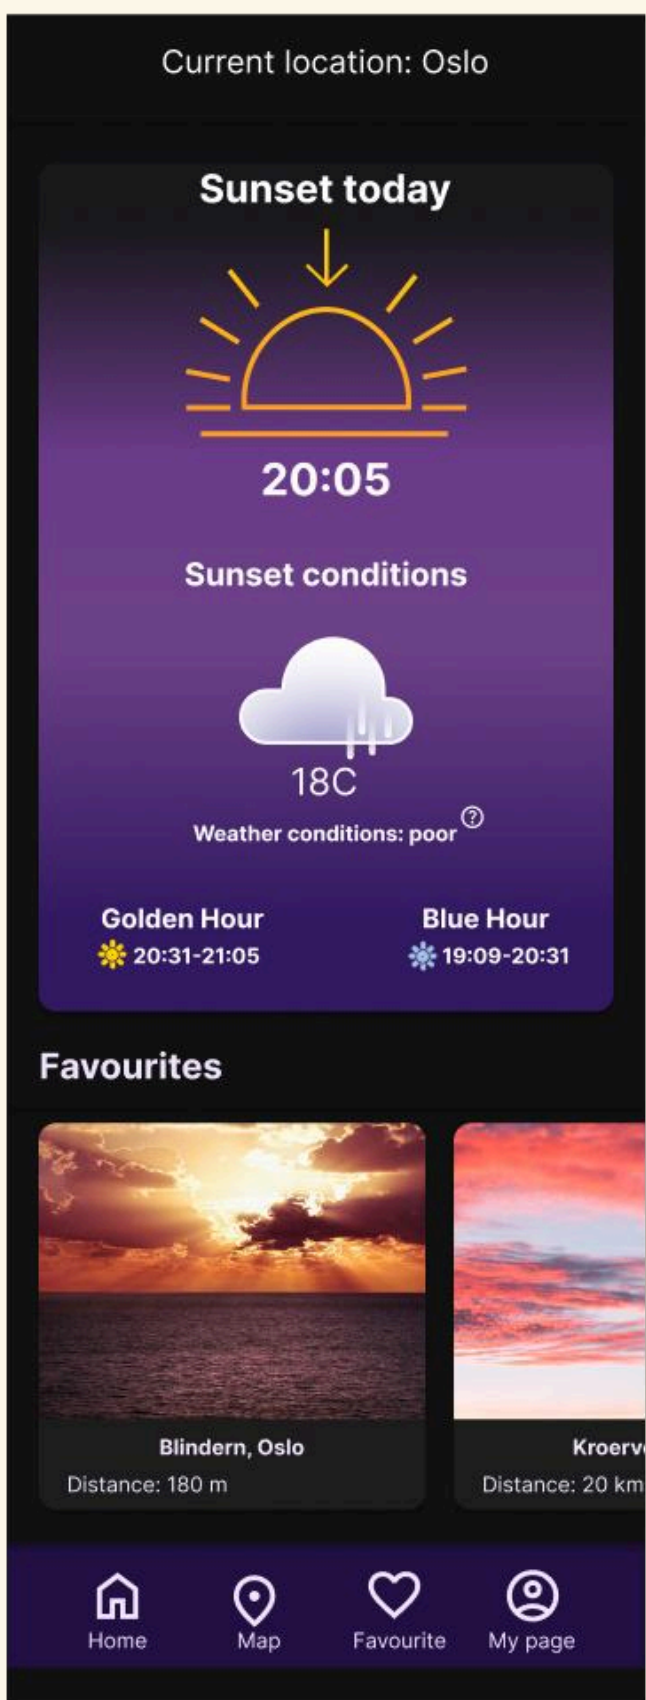 Current location: Oslo
Sunset today
20:05
Sunset conditions
18C
Weather conditions: poor ?
Golden Hour
20:31-21:05
Blue Hour
19:09-20:31
Favourites
Blindern, Oslo
Distance: 180 m
Distance: 20 km
Home
Map
Favourite
My page